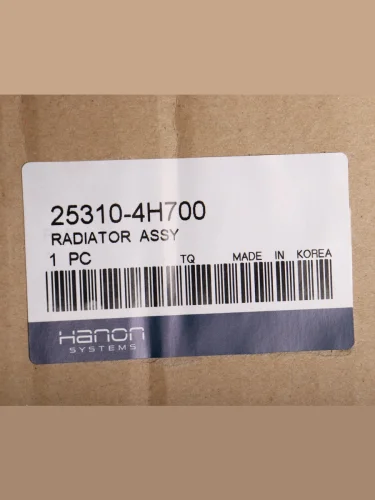 25310-4H700
RADIATOR ASSY
1 PC TQ MADE IN KOREA
Hanon
SYSTEMS